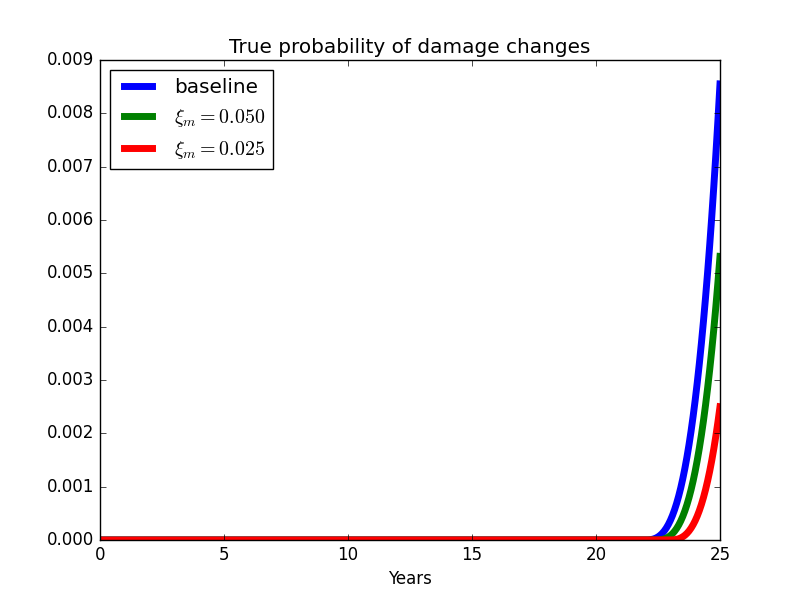 True probability of damage changes
0.009
0.008
0.007
0.006
0.005
0.004
0.003
0.002
0.001
0.000
baseline
ξₘ = 0.050
ξₘ = 0.025
0 5 10 15 20 25
Years